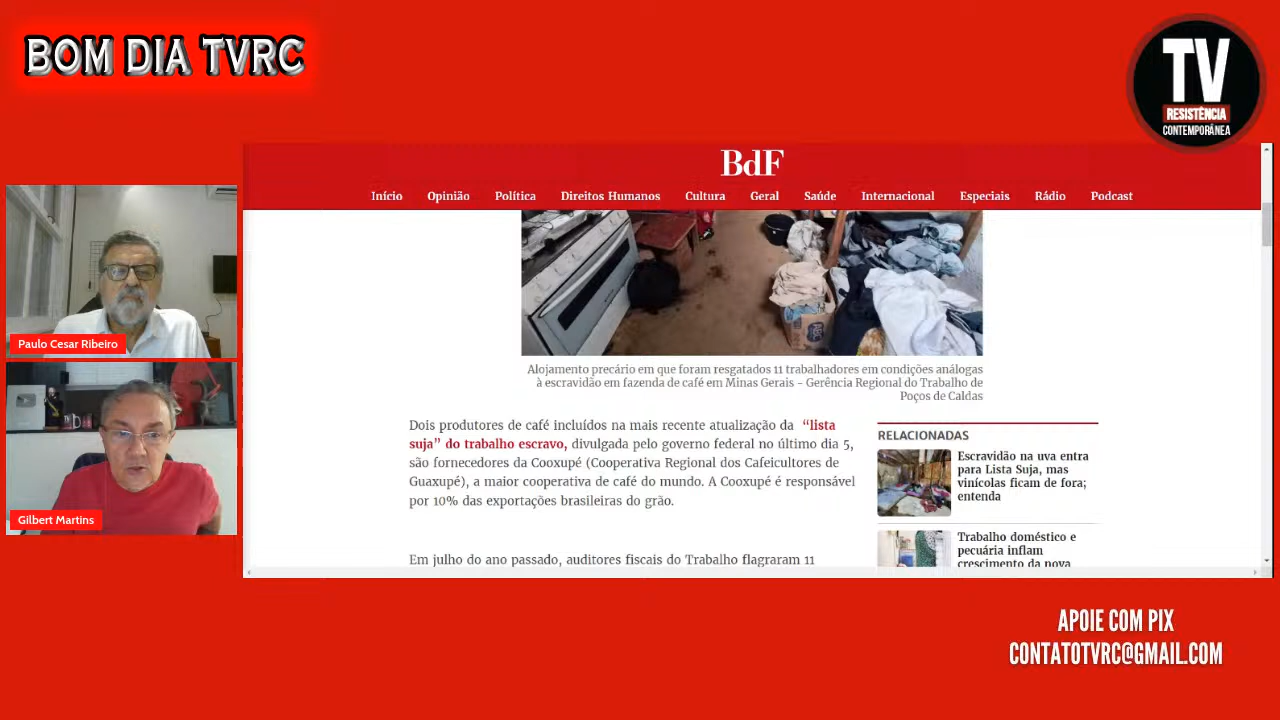 BOM DIA TVRC
TV
RESISTÊNCIA
CONTEMPORÂNEA
BdF
Início Opinião Política Direitos Humanos Cultura Geral Saúde Internacional Especiais Rádio Podcast
Paulo Cesar Ribeiro
Gilbert Martins
Alojamento precário em que foram resgatados 11 trabalhadores em condições análogas
à escravidão em fazenda de café em Minas Gerais - Gerência Regional do Trabalho de
Poços de Caldas
Dois produtores de café incluídos na mais recente atualização da “lista
suja” do trabalho escravo, divulgada pelo governo federal no último dia 5,
são fornecedores da Cooxupé (Cooperativa Regional dos Cafeicultores de
Guaxupé), a maior cooperativa de café do mundo. A Cooxupé é responsável
por 10% das exportações brasileiras do grão.
Em julho do ano passado, auditores fiscais do Trabalho flagraram 11
RELACIONADAS
Escravidão na uva entra
para Lista Suja, mas
vinícolas ficam de fora;
entenda
Trabalho doméstico e
pecuária inflam
crescimento da nova
APOIE COM PIX
CONTATOTVRC@GMAIL.COM